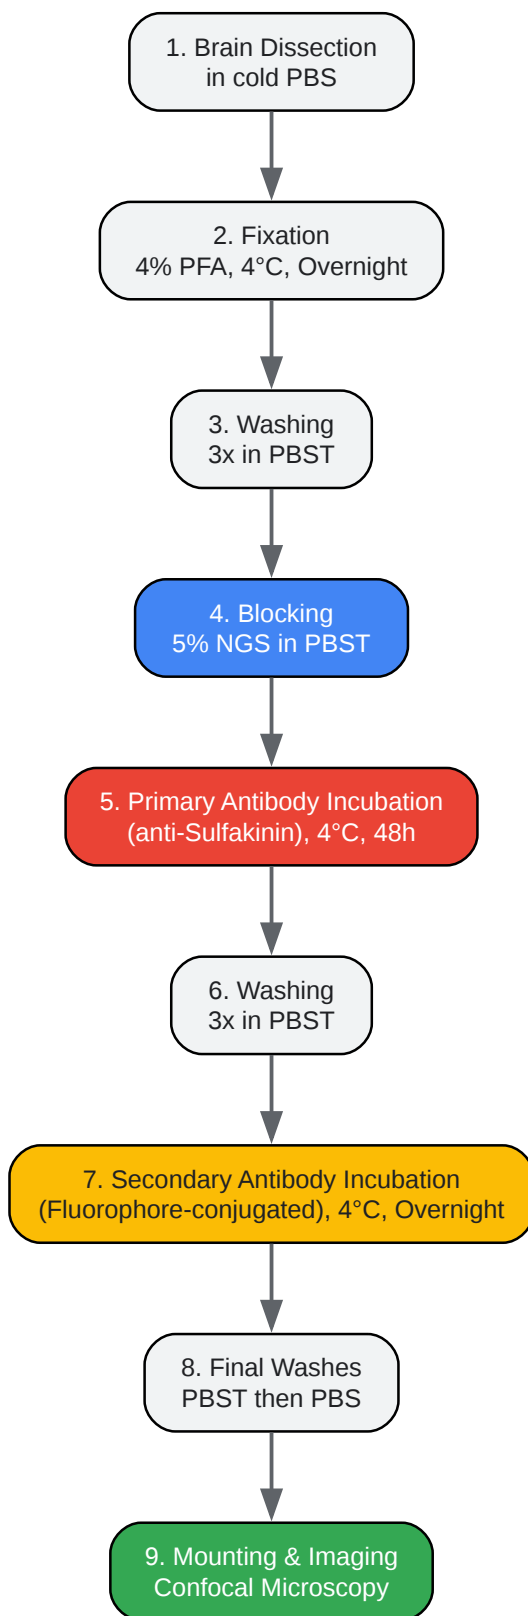 1. Brain Dissection
in cold PBS
2. Fixation
4% PFA, 4°C, Overnight
3. Washing
3x in PBST
4. Blocking
5% NGS in PBST
5. Primary Antibody Incubation
(anti-Sulfakinin), 4°C, 48h
6. Washing
3x in PBST
7. Secondary Antibody Incubation
(Fluorophore-conjugated), 4°C, Overnight
8. Final Washes
PBST then PBS
9. Mounting & Imaging
Confocal Microscopy